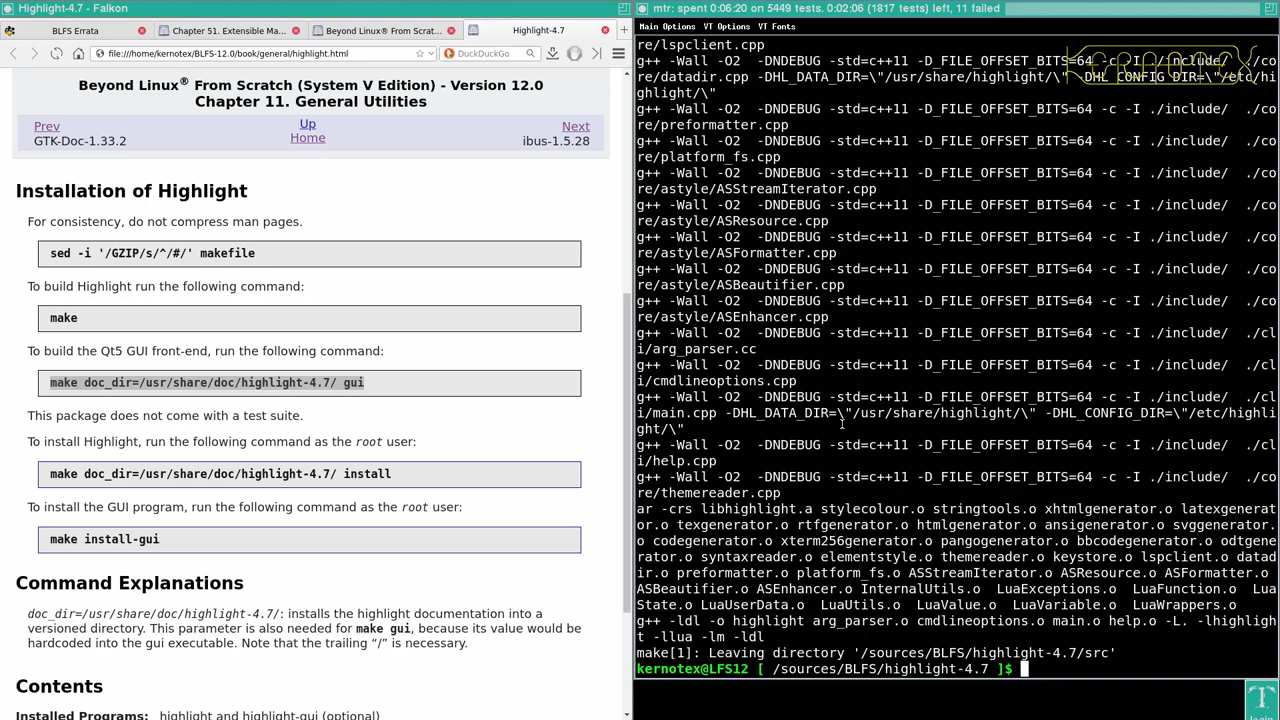 Highlight-4.7 - Falkon
BLFS Errata
Chapter 51. Extensible Ma...
Beyond Linux® From Scrat...
Highlight-4.7
file:///home/kernotex/BLFS-12.0/book/general/highlight.html
DuckDuckGo
Beyond Linux® From Scratch (System V Edition) - Version 12.0
Chapter 11. General Utilities
Prev
Up
Next
GTK-Doc-1.33.2
Home
ibus-1.5.28
Installation of Highlight
For consistency, do not compress man pages.
sed -i '/GZIP/s/^/#/' makefile
To build Highlight run the following command:
make
To build the Qt5 GUI front-end, run the following command:
make doc_dir=/usr/share/doc/highlight-4.7/ gui
This package does not come with a test suite.
To install Highlight, run the following command as the root user:
make doc_dir=/usr/share/doc/highlight-4.7/ install
To install the GUI program, run the following command as the root user:
make install-gui
Command Explanations
doc_dir=/usr/share/doc/highlight-4.7/: installs the highlight documentation into a
versioned directory. This parameter is also needed for make gui, because its value would be
hardcoded into the gui executable. Note that the trailing “/” is necessary.
Contents
Installed Programs: highlight and highlight-gui (optional)
mtr: spent 0:06:20 on 5449 tests. 0:02:06 (1817 tests) left, 11 failed
Main Options VT Options VT Fonts
KERNOTEX
re/lspclient.cpp
g++ -Wall -O2  -DNDEBUG -std=c++11 -D_FILE_OFFSET_BITS=64 -c -I ./include/  ./co
re/datadir.cpp -DHL_DATA_DIR=\"/usr/share/highlight/\" -DHL_CONFIG_DIR=\"/etc/hi
ghlight/\"
g++ -Wall -O2  -DNDEBUG -std=c++11 -D_FILE_OFFSET_BITS=64 -c -I ./include/  ./co
re/preformatter.cpp
g++ -Wall -O2  -DNDEBUG -std=c++11 -D_FILE_OFFSET_BITS=64 -c -I ./include/  ./co
re/platform_fs.cpp
g++ -Wall -O2  -DNDEBUG -std=c++11 -D_FILE_OFFSET_BITS=64 -c -I ./include/  ./co
re/astyle/ASStreamIterator.cpp
g++ -Wall -O2  -DNDEBUG -std=c++11 -D_FILE_OFFSET_BITS=64 -c -I ./include/  ./co
re/astyle/ASResource.cpp
g++ -Wall -O2  -DNDEBUG -std=c++11 -D_FILE_OFFSET_BITS=64 -c -I ./include/  ./co
re/astyle/ASFormatter.cpp
g++ -Wall -O2  -DNDEBUG -std=c++11 -D_FILE_OFFSET_BITS=64 -c -I ./include/  ./co
re/astyle/ASBeautifier.cpp
g++ -Wall -O2  -DNDEBUG -std=c++11 -D_FILE_OFFSET_BITS=64 -c -I ./include/  ./co
re/astyle/ASEnhancer.cpp
g++ -Wall -O2  -DNDEBUG -std=c++11 -D_FILE_OFFSET_BITS=64 -c -I ./include/  ./cl
i/arg_parser.cc
g++ -Wall -O2  -DNDEBUG -std=c++11 -D_FILE_OFFSET_BITS=64 -c -I ./include/  ./cl
i/cmdlineoptions.cpp
g++ -Wall -O2  -DNDEBUG -std=c++11 -D_FILE_OFFSET_BITS=64 -c -I ./include/  ./cl
i/main.cpp -DHL_DATA_DIR=\"/usr/share/highlight/\" -DHL_CONFIG_DIR=\"/etc/highli
ght/\"
g++ -Wall -O2  -DNDEBUG -std=c++11 -D_FILE_OFFSET_BITS=64 -c -I ./include/  ./cl
i/help.cpp
g++ -Wall -O2  -DNDEBUG -std=c++11 -D_FILE_OFFSET_BITS=64 -c -I ./include/  ./co
re/themereader.cpp
ar -crs libhighlight.a stylecolour.o stringtools.o xhtmlgenerator.o latexgenerat
or.o texgenerator.o rtfgenerator.o htmlgenerator.o ansigenerator.o svggenerator.
o codegenerator.o xterm256generator.o pangogenerator.o bbcodegenerator.o odtgene
rator.o syntaxreader.o elementstyle.o themereader.o keystore.o lspclient.o datad
ir.o preformatter.o platform_fs.o ASStreamIterator.o ASResource.o ASFormatter.o
ASBeautifier.o ASEnhancer.o InternalUtils.o  LuaExceptions.o  LuaFunction.o  Lua
State.o  LuaUserData.o  LuaUtils.o  LuaValue.o  LuaVariable.o  LuaWrappers.o
g++ -ldl -o highlight arg_parser.o cmdlineoptions.o main.o help.o -L. -lhighligh
t -llua -lm -ldl
make[1]: Leaving directory '/sources/BLFS/highlight-4.7/src'
kernotex@LFS12 [ /sources/BLFS/highlight-4.7 ]$
login